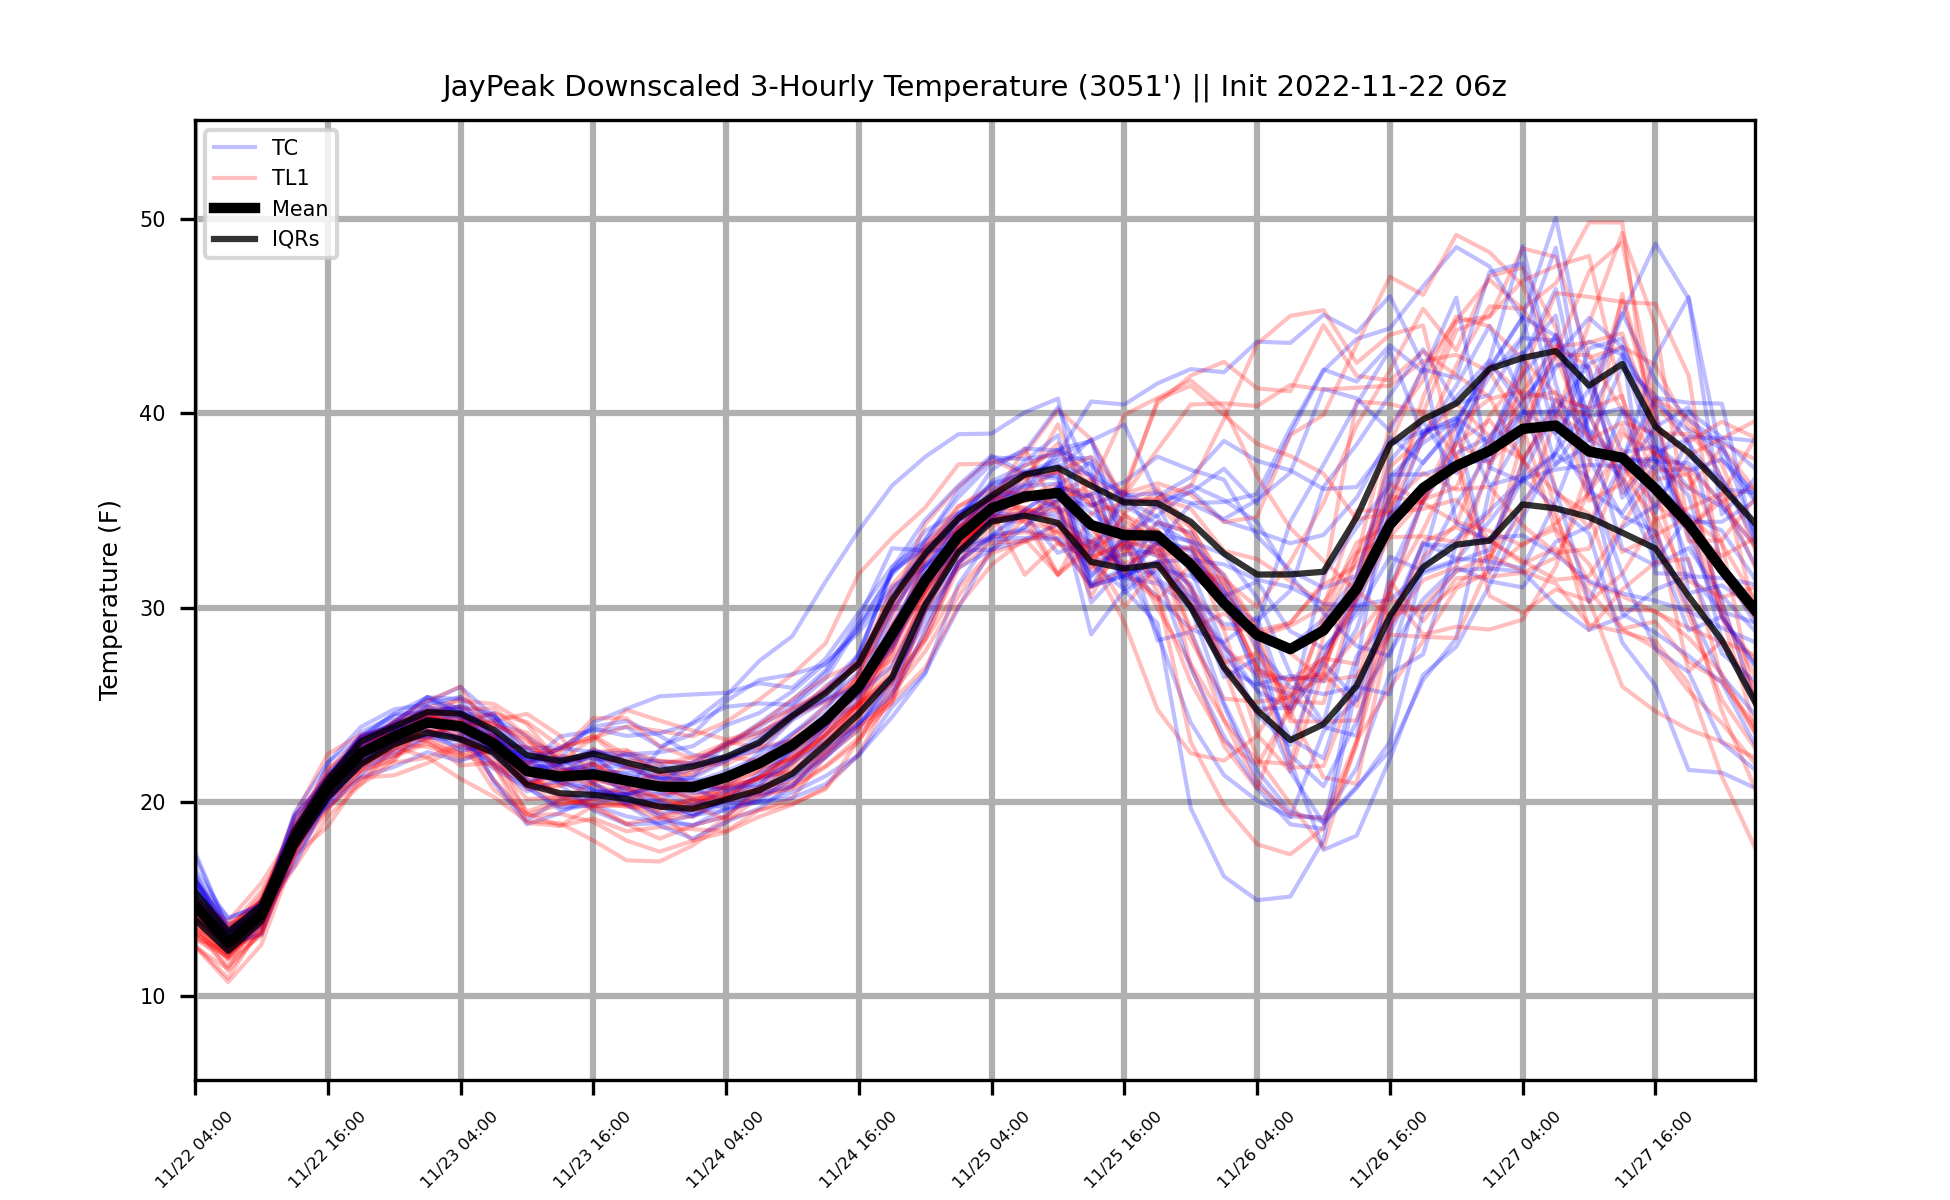 JayPeak Downscaled 3-Hourly Temperature (3051') || Init 2022-11-22 06z
TC
TL1
Mean
IQRs
50
40
30
20
10
Temperature (F)
11/22 04:00
11/22 16:00
11/23 04:00
11/23 16:00
11/24 04:00
11/24 16:00
11/25 04:00
11/25 16:00
11/26 04:00
11/26 16:00
11/27 04:00
11/27 16:00